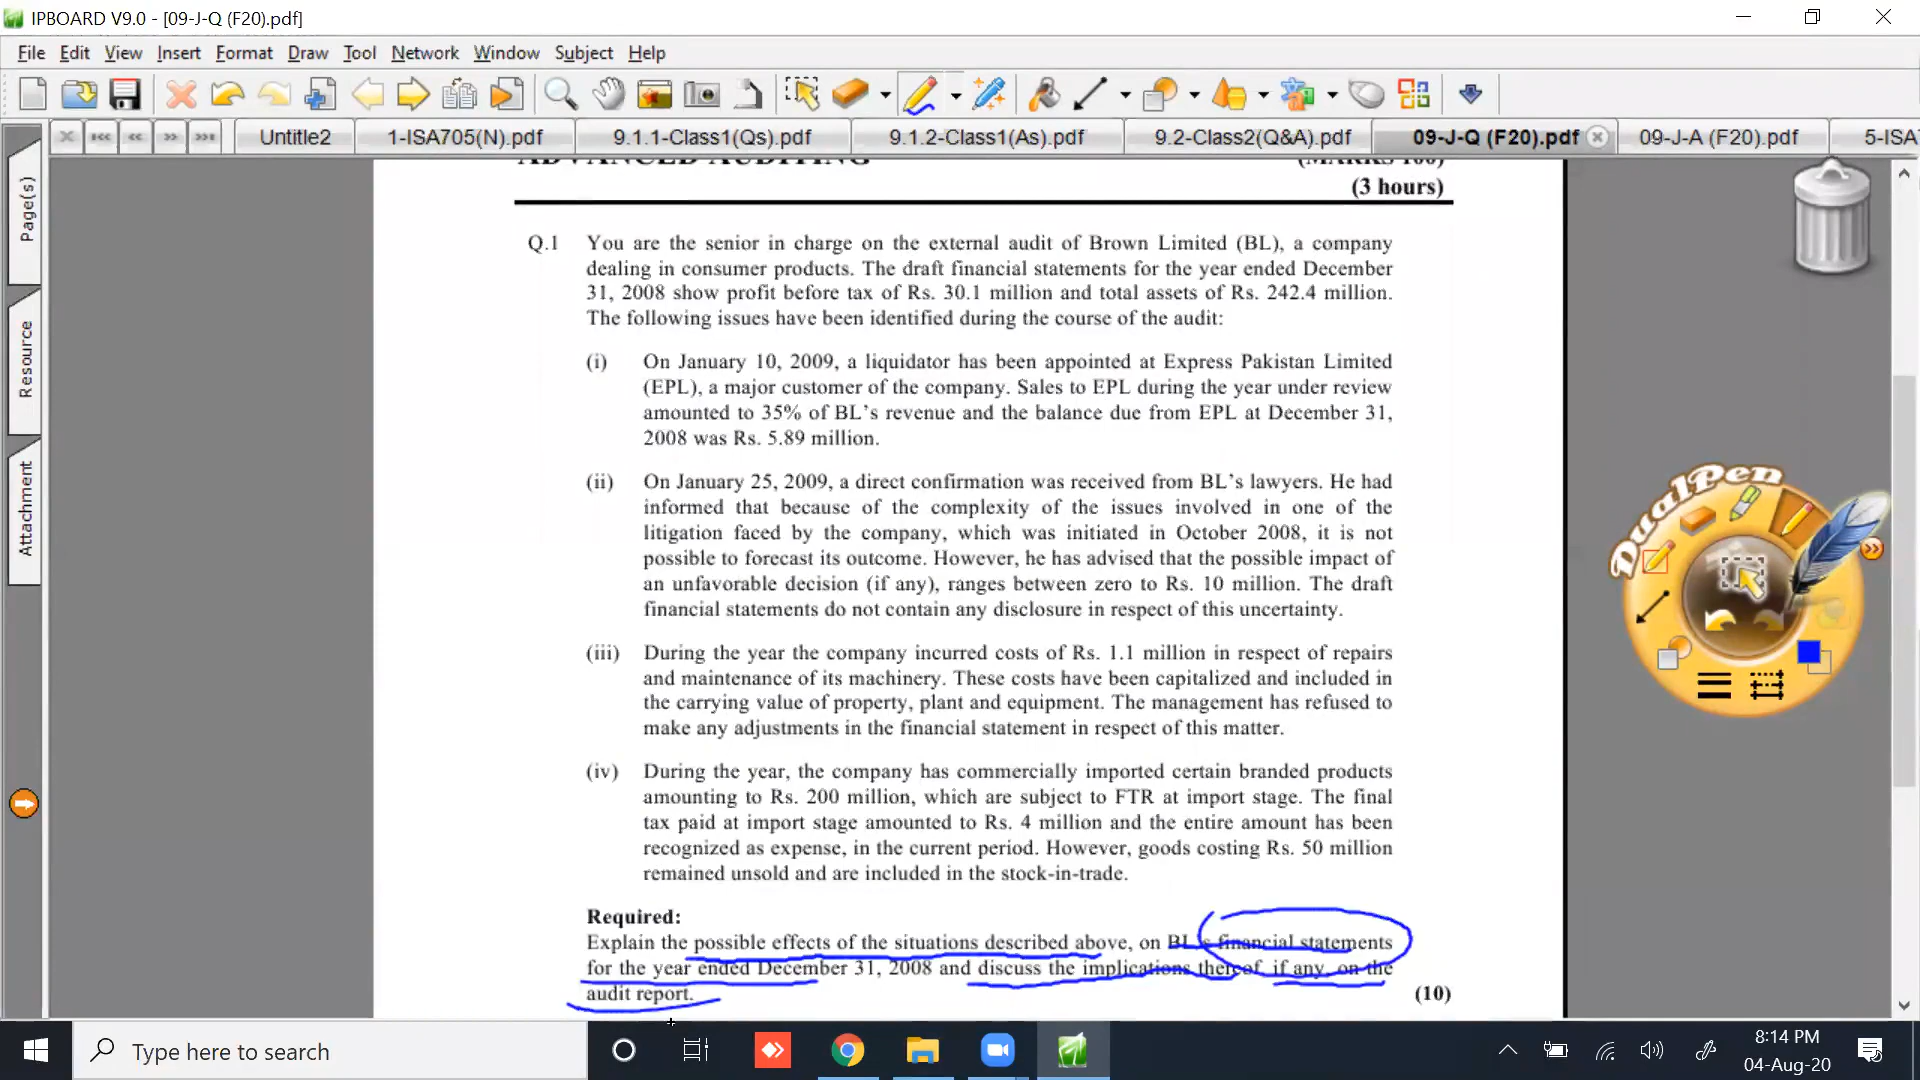 IPBOARD V9.0 - [09-J-Q (F20).pdf]
File Edit View Insert Format Draw Tool Network Window Subject Help
Untitle2 1-ISA705(N).pdf 9.1.1-Class1(Qs).pdf 9.1.2-Class1(As).pdf 9.2-Class2(Q&A).pdf 09-J-Q (F20).pdf 09-J-A (F20).pdf 5-ISA
Page(s)
Resource
Attachment
ADVANCED AUDITING (MARKS 100)
(3 hours)
Q.1 You are the senior in charge on the external audit of Brown Limited (BL), a company
dealing in consumer products. The draft financial statements for the year ended December
31, 2008 show profit before tax of Rs. 30.1 million and total assets of Rs. 242.4 million.
The following issues have been identified during the course of the audit:
(i) On January 10, 2009, a liquidator has been appointed at Express Pakistan Limited
(EPL), a major customer of the company. Sales to EPL during the year under review
amounted to 35% of BL's revenue and the balance due from EPL at December 31,
2008 was Rs. 5.89 million.
(ii) On January 25, 2009, a direct confirmation was received from BL's lawyers. He had
informed that because of the complexity of the issues involved in one of the
litigation faced by the company, which was initiated in October 2008, it is not
possible to forecast its outcome. However, he has advised that the possible impact of
an unfavorable decision (if any), ranges between zero to Rs. 10 million. The draft
financial statements do not contain any disclosure in respect of this uncertainty.
(iii) During the year the company incurred costs of Rs. 1.1 million in respect of repairs
and maintenance of its machinery. These costs have been capitalized and included in
the carrying value of property, plant and equipment. The management has refused to
make any adjustments in the financial statement in respect of this matter.
(iv) During the year, the company has commercially imported certain branded products
amounting to Rs. 200 million, which are subject to FTR at import stage. The final
tax paid at import stage amounted to Rs. 4 million and the entire amount has been
recognized as expense, in the current period. However, goods costing Rs. 50 million
remained unsold and are included in the stock-in-trade.
Required:
Explain the possible effects of the situations described above, on BL's financial statements
for the year ended December 31, 2008 and discuss the implications thereof, if any, on the
audit report. (10)
DualPen
Type here to search
8:14 PM
04-Aug-20